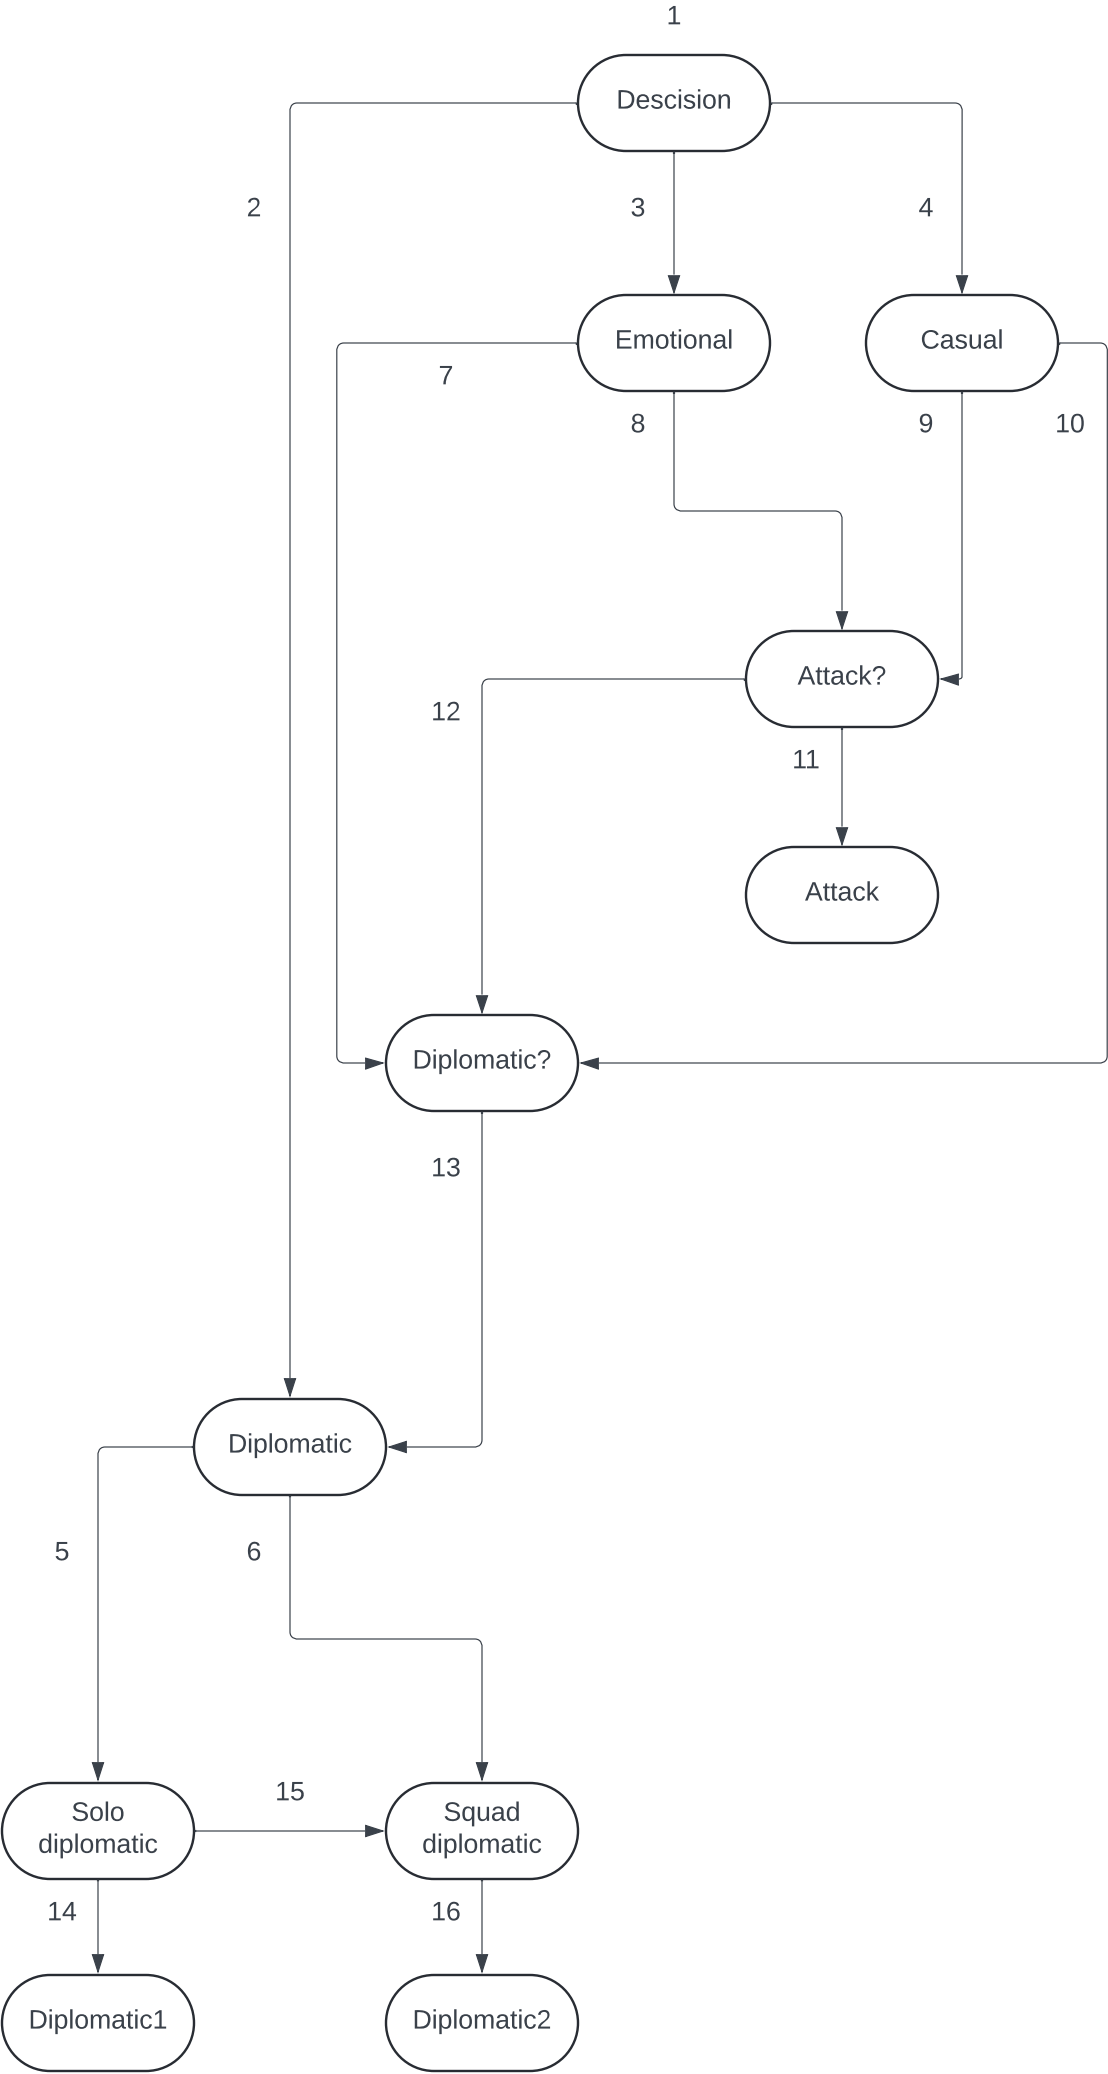 1
Descision
2
3
4
Emotional
Casual
7
8
9
10
Attack?
12
11
Attack
Diplomatic?
13
Diplomatic
5
6
15
Solo
diplomatic
Squad
diplomatic
14
16
Diplomatic1
Diplomatic2